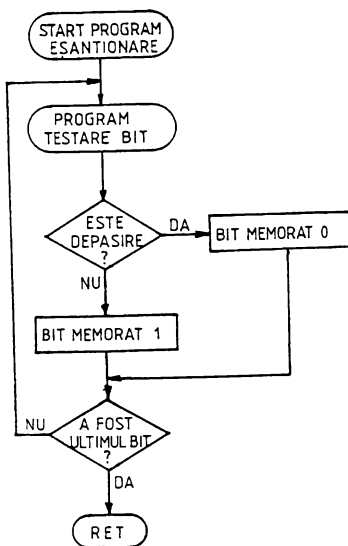 START PROGRAM
EȘANTIONARE
PROGRAM
TESTARE BIT
ESTE
DEPASIRE
?
DA
BIT MEMORAT 0
NU
BIT MEMORAT 1
A FOST
ULTIMUL BIT
?
NU
DA
RET